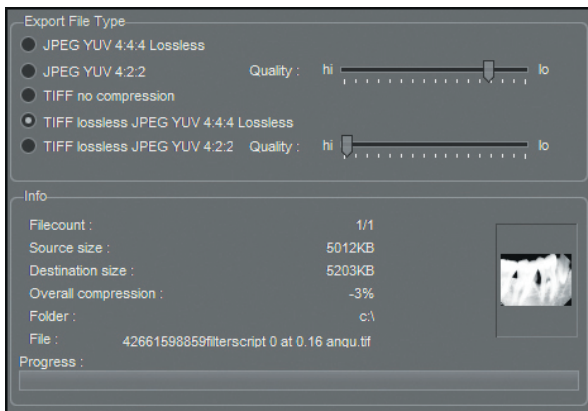 Export File Type
JPEG YUV 4:4:4 Lossless
JPEG YUV 4:2:2 Quality : hi lo
TIFF no compression
TIFF lossless JPEG YUV 4:4:4 Lossless
TIFF lossless JPEG YUV 4:2:2 Quality : hi lo
Info
Filecount : 1/1
Source size : 5012KB
Destination size : 5203KB
Overall compression : -3%
Folder : c:\
File : 42661598859filterscript 0 at 0.16 angu.tif
Progress :